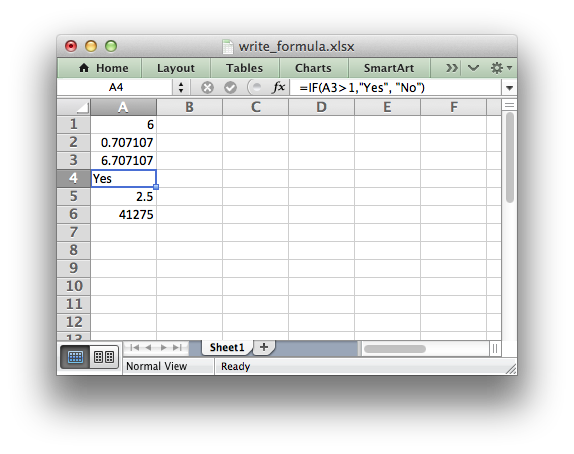 write_formula.xlsx
Home Layout Tables Charts SmartArt >>
A4 fx =IF(A3>1,"Yes", "No")
A B C D E F
1 6
2 0.707107
3 6.707107
4 Yes
5 2.5
6 41275
7
8
9
10
11
12
13
Sheet1 +
Normal View Ready